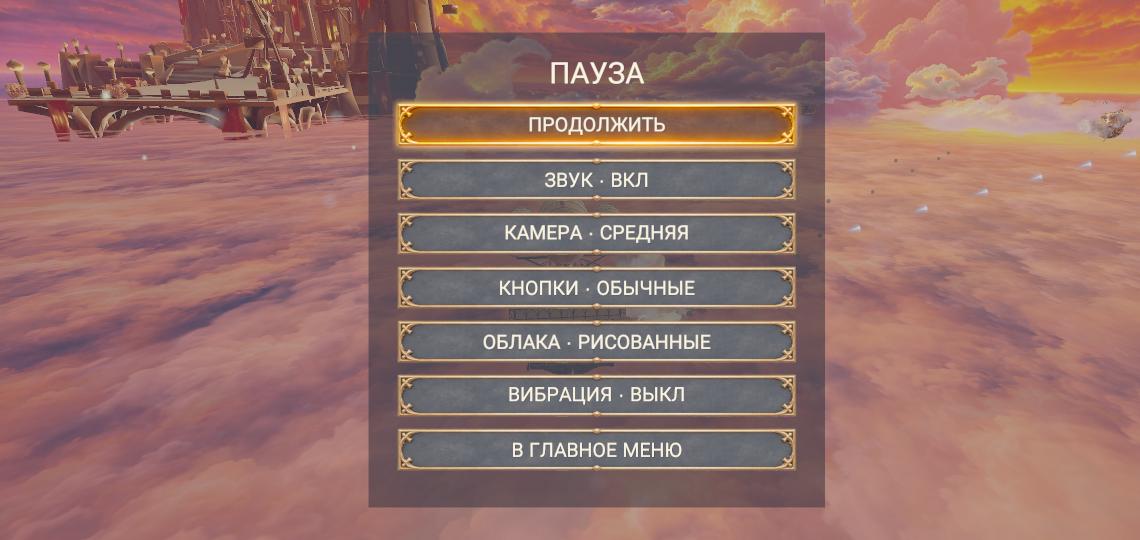 ПАУЗА
ПРОДОЛЖИТЬ
ЗВУК · ВКЛ
КАМЕРА · СРЕДНЯЯ
КНОПКИ · ОБЫЧНЫЕ
ОБЛАКА · РИСОВАННЫЕ
ВИБРАЦИЯ · ВЫКЛ
В ГЛАВНОЕ МЕНЮ